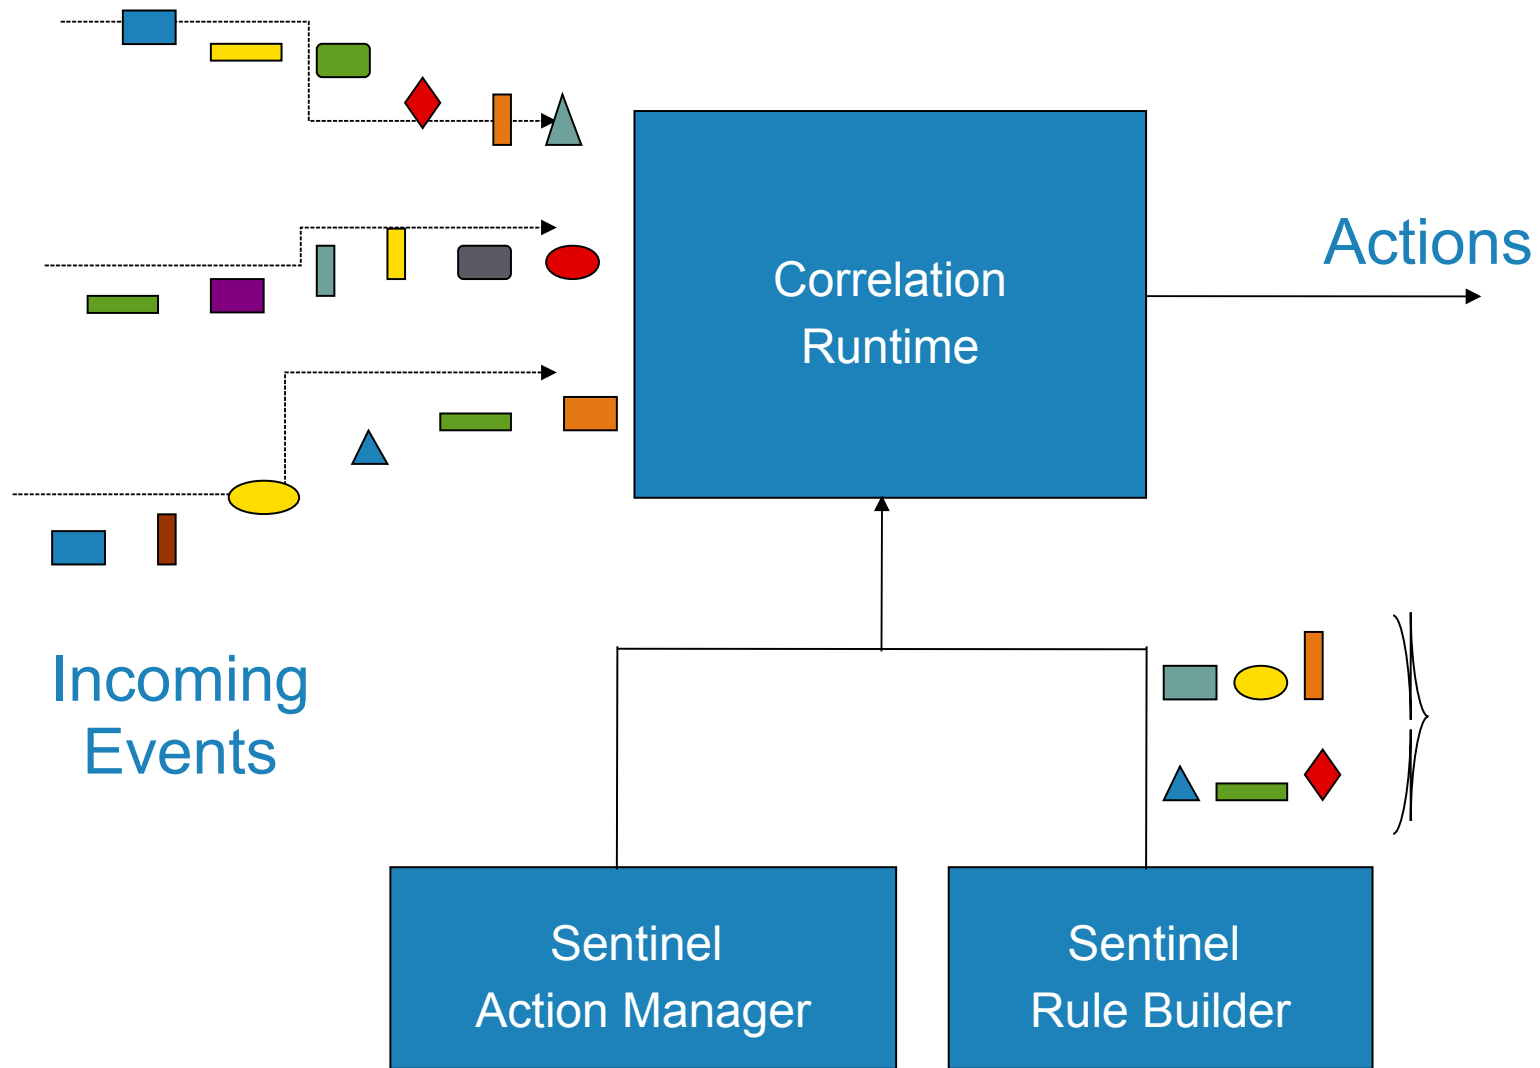 Correlation
Runtime
Actions
Incoming
Events
Sentinel
Action Manager
Sentinel
Rule Builder